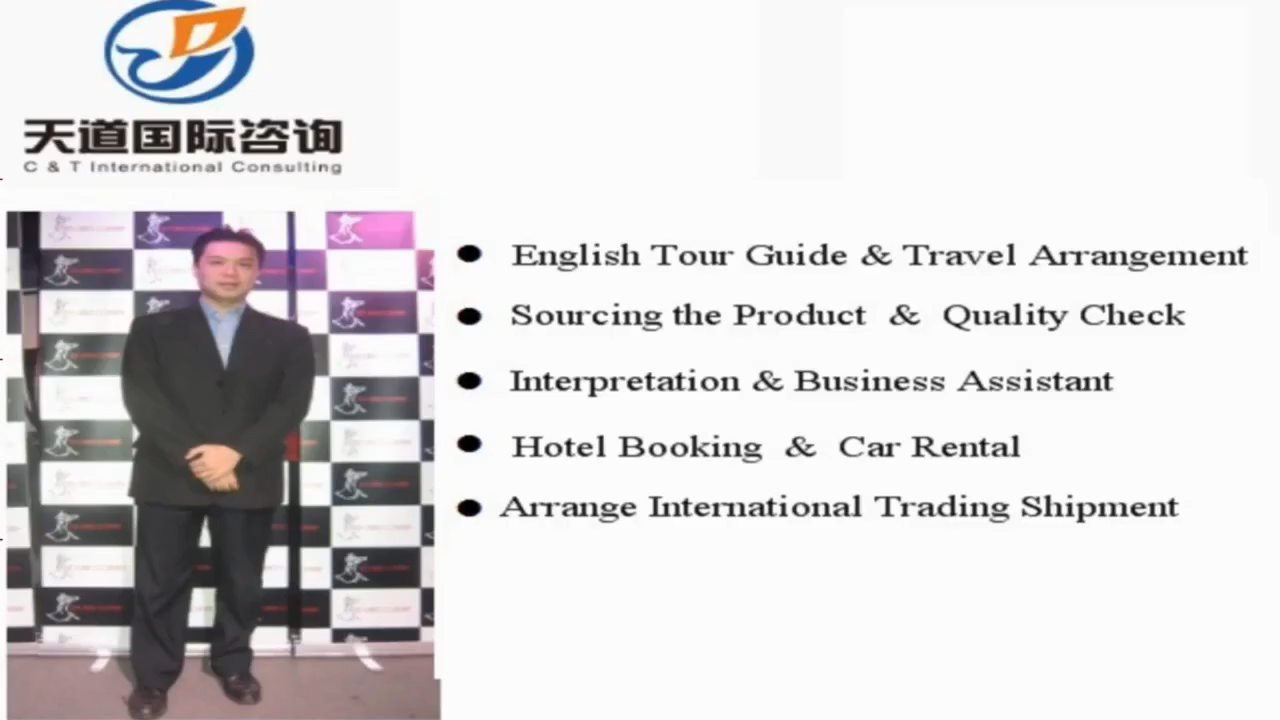 天道国际咨询
C & T International Consulting
● English Tour Guide & Travel Arrangement
● Sourcing the Product & Quality Check
● Interpretation & Business Assistant
● Hotel Booking & Car Rental
● Arrange International Trading Shipment